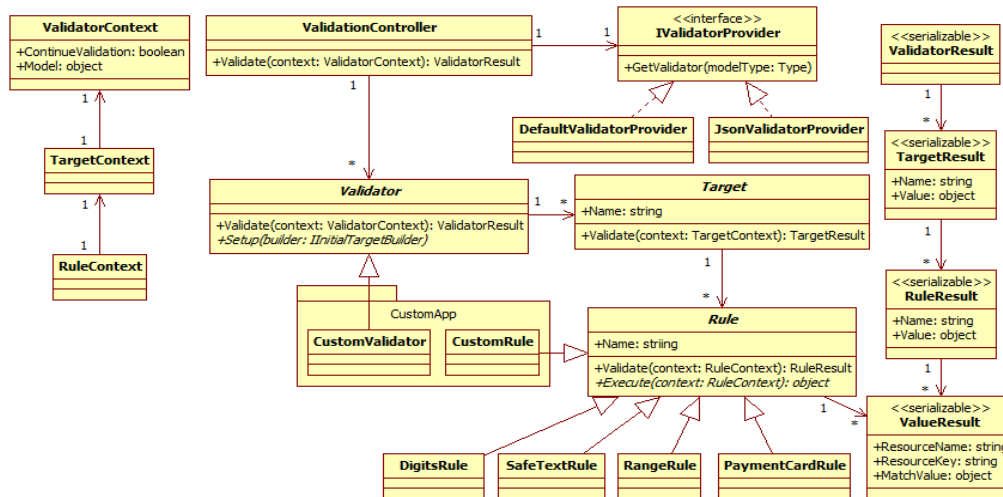 ValidatorContext
+ContinueValidation: boolean
+Model: object
1
1
TargetContext
1
1
RuleContext
ValidationController
+Validate(context: ValidatorContext): ValidatorResult
1
1
1
*
<<interface>>
IValidatorProvider
+GetValidator(modelType: Type)
DefaultValidatorProvider
JsonValidatorProvider
Validator
+Validate(context: ValidatorContext): ValidatorResult
+Setup(builder: IInitialTargetBuilder)
1
*
Target
+Name: string
+Validate(context: TargetContext): TargetResult
1
*
CustomApp
CustomValidator
CustomRule
Rule
+Name: striing
+Validate(context: RuleContext): RuleResult
+Execute(context: RuleContext): object
1
*
DigitsRule
SafeTextRule
RangeRule
PaymentCardRule
<<serializable>>
ValidatorResult
1
*
<<serializable>>
TargetResult
+Name: string
+Value: object
1
*
<<serializable>>
RuleResult
+Name: string
+Value: object
1
*
<<serializable>>
ValueResult
+ResourceName: string
+ResourceKey: string
+MatchValue: object